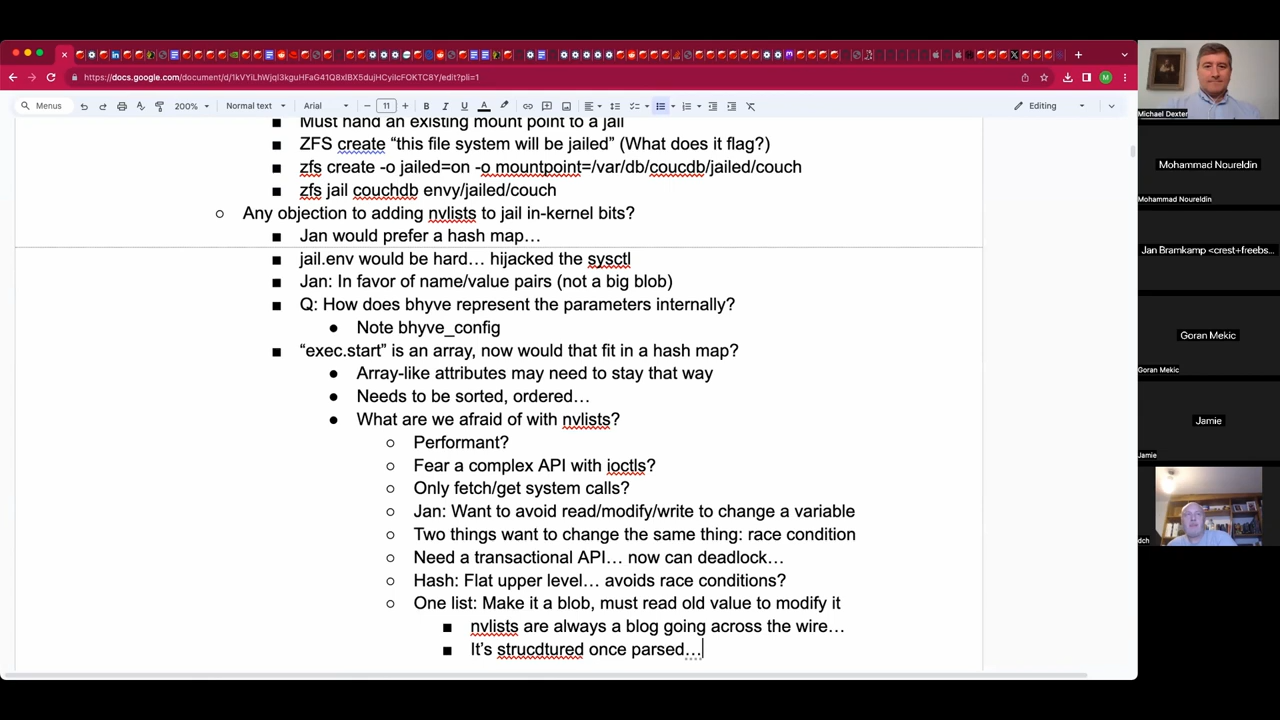 https://docs.google.com/document/d/1kVYiLhWjqI3kguHFaG41Q8xlBX5dujHCyilcFOKTC8Y/edit?pli=1
Menus
200%
Normal text
Arial
11
Editing
Must hand an existing mount point to a jail
ZFS create “this file system will be jailed” (What does it flag?)
zfs create -o jailed=on -o mountpoint=/var/db/coucdb/jailed/couch
zfs jail couchdb envy/jailed/couch
Any objection to adding nvlists to jail in-kernel bits?
Jan would prefer a hash map…
jail.env would be hard… hijacked the sysctl
Jan: In favor of name/value pairs (not a big blob)
Q: How does bhyve represent the parameters internally?
Note bhyve_config
“exec.start” is an array, now would that fit in a hash map?
Array-like attributes may need to stay that way
Needs to be sorted, ordered…
What are we afraid of with nvlists?
Performant?
Fear a complex API with ioctls?
Only fetch/get system calls?
Jan: Want to avoid read/modify/write to change a variable
Two things want to change the same thing: race condition
Need a transactional API… now can deadlock…
Hash: Flat upper level… avoids race conditions?
One list: Make it a blob, must read old value to modify it
nvlists are always a blog going across the wire…
It’s strucdtured once parsed…
Michael Dexter
Mohammad Noureldin
Mohammad Noureldin
Jan Bramkamp <crest+freebs...
Goran Mekic
Goran Mekic
Jamie
Jamie
dch